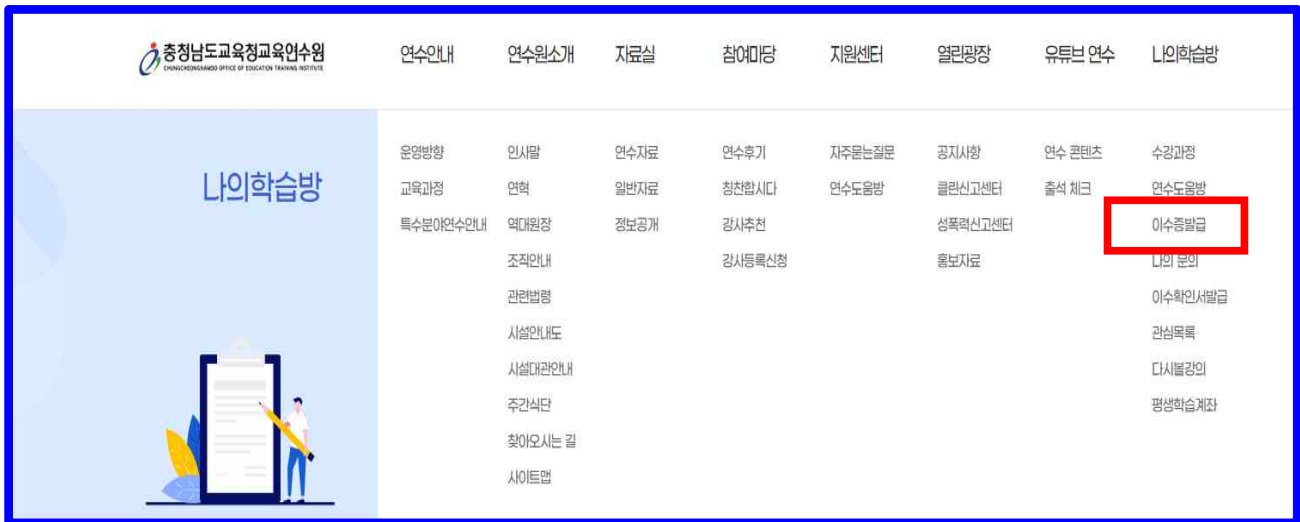 충청남도교육청교육연수원
CHUNGCHEONGNAMDO OFFICE OF EDUCATION TRAINING INSTITUTE
연수안내 연수원소개 자료실 참여마당 지원센터 열린광장 유튜브 연수 나의학습방
나의학습방
운영방향 인사말 연수자료 연수후기 자주묻는질문 공지사항 연수 콘텐츠 수강과정
교육과정 연혁 일반자료 칭찬합시다 연수도움방 클린신고센터 출석 체크 연수도움방
특수분야연수안내 역대원장 정보공개 강사추천 성폭력신고센터 이수증발급
조직안내 강사등록신청 홍보자료 나의 문의
관련법령 이수확인서발급
시설안내도 관심목록
시설대관안내 다시볼강의
주간식단 평생학습계좌
찾아오시는 길
사이트맵